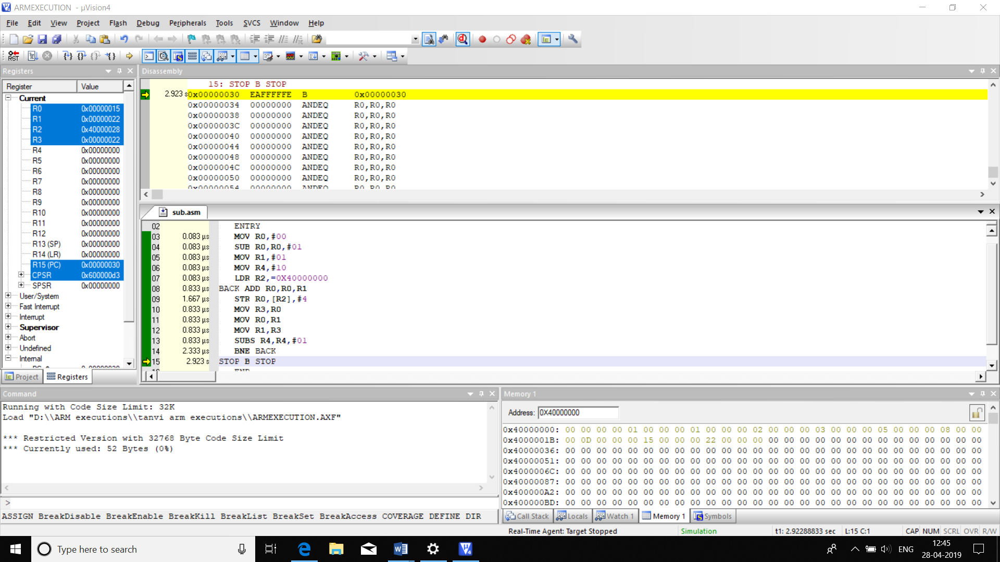 ARMEXECUTION - µVision4
File Edit View Project Flash Debug Peripherals Tools SVCS Window Help
RST
Registers
Register Value
Current
R0 0x00000015
R1 0x00000022
R2 0x40000028
R3 0x00000022
R4 0x00000000
R5 0x00000000
R6 0x00000000
R7 0x00000000
R8 0x00000000
R9 0x00000000
R10 0x00000000
R11 0x00000000
R12 0x00000000
R13 (SP) 0x00000000
R14 (LR) 0x00000000
R15 (PC) 0x00000030
CPSR 0x600000d3
SPSR 0x00000000
User/System
Fast Interrupt
Interrupt
Supervisor
Abort
Undefined
Internal
Project Registers
Disassembly
15: STOP B STOP
2.923 s 0x00000030 EAFFFFFE B 0x00000030
0x00000034 00000000 ANDEQ R0,R0,R0
0x00000038 00000000 ANDEQ R0,R0,R0
0x0000003C 00000000 ANDEQ R0,R0,R0
0x00000040 00000000 ANDEQ R0,R0,R0
0x00000044 00000000 ANDEQ R0,R0,R0
0x00000048 00000000 ANDEQ R0,R0,R0
0x0000004C 00000000 ANDEQ R0,R0,R0
0x00000050 00000000 ANDEQ R0,R0,R0
0x00000054 00000000 ANDEQ R0,R0,R0
sub.asm
02 ENTRY
03 0.083 µs MOV R0,#00
04 0.083 µs SUB R0,R0,#01
05 0.083 µs MOV R1,#01
06 0.083 µs MOV R4,#10
07 0.083 µs LDR R2,=0X40000000
08 0.833 µs BACK ADD R0,R0,R1
09 1.667 µs STR R0,[R2],#4
10 0.833 µs MOV R3,R0
11 0.833 µs MOV R0,R1
12 0.833 µs MOV R1,R3
13 0.833 µs SUBS R4,R4,#01
14 2.333 µs BNE BACK
15 2.923 s STOP B STOP
Command
Running with Code Size Limit: 32K
Load "D:\\ARM executions\\tanvi arm executions\\ARMEXECUTION.AXF"
*** Restricted Version with 32768 Byte Code Size Limit
*** Currently used: 52 Bytes (0%)
>
ASSIGN BreakDisable BreakEnable BreakKill BreakList BreakSet BreakAccess COVERAGE DEFINE DIR
Memory 1
Address: 0X40000000
0x40000000: 00 00 00 00 01 00 00 00 01 00 00 00 02 00 00 00 03 00 00 00 05 00 00 00 08 00 00
0x4000001B: 00 0D 00 00 00 15 00 00 00 22 00 00 00 00 00 00 00 00 00 00 00 00 00 00 00 00 00
0x40000036: 00 00 00 00 00 00 00 00 00 00 00 00 00 00 00 00 00 00 00 00 00 00 00 00 00 00 00
0x40000051: 00 00 00 00 00 00 00 00 00 00 00 00 00 00 00 00 00 00 00 00 00 00 00 00 00 00 00
0x4000006C: 00 00 00 00 00 00 00 00 00 00 00 00 00 00 00 00 00 00 00 00 00 00 00 00 00 00 00
0x40000087: 00 00 00 00 00 00 00 00 00 00 00 00 00 00 00 00 00 00 00 00 00 00 00 00 00 00 00
0x400000A2: 00 00 00 00 00 00 00 00 00 00 00 00 00 00 00 00 00 00 00 00 00 00 00 00 00 00 00
0x400000BD: 00 00 00 00 00 00 00 00 00 00 00 00 00 00 00 00 00 00 00 00 00 00 00 00 00 00 00
Call Stack Locals Watch 1 Memory 1 Symbols
Real-Time Agent: Target Stopped Simulation t1: 2.92288833 sec L:15 C:1 CAP NUM SCRL OVR R/W
Type here to search
ENG
12:45
28-04-2019